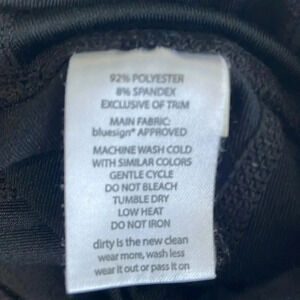 92% POLYESTER
8% SPANDEX
EXCLUSIVE OF TRIM
MAIN FABRIC:
bluesign® APPROVED
MACHINE WASH COLD
WITH SIMILAR COLORS
GENTLE CYCLE
DO NOT BLEACH
TUMBLE DRY
LOW HEAT
DO NOT IRON
dirty is the new clean
wear more, wash less
wear it out or pass it on